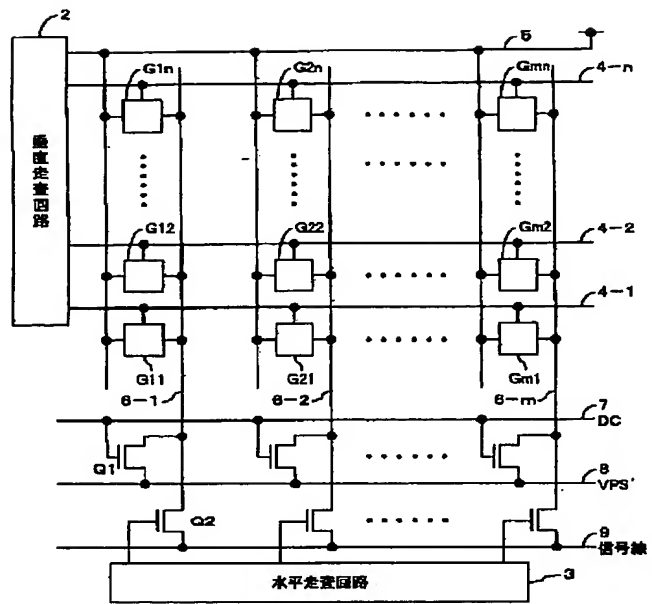 2
5
G1n
G2n
Gmn
4-n
垂直走査回路
G12
G22
Gm2
4-2
4-1
G11
G21
Gm1
6-1
6-2
6-m
7
DC
Q1
8
VPS'
Q2
9
信号線
水平走査回路
3